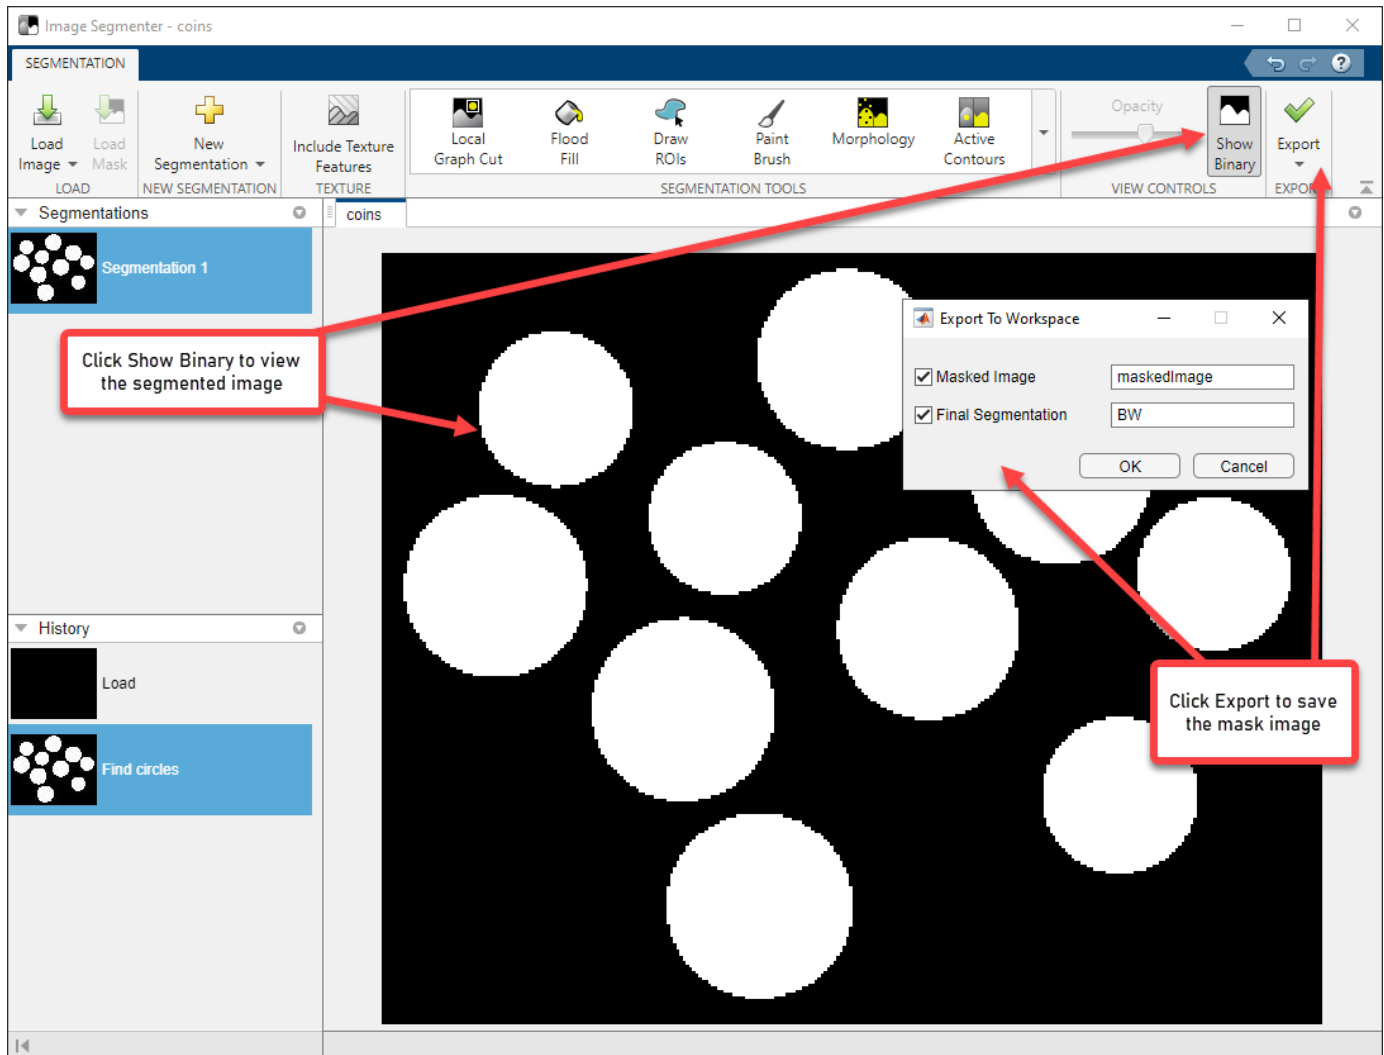 Image Segmenter - coins
SEGMENTATION
Load
Image
Load
Mask
New
Segmentation
Include Texture
Features
Local
Graph Cut
Flood
Fill
Draw
ROIs
Paint
Brush
Morphology
Active
Contours
Opacity
Show
Binary
Export
LOAD
NEW SEGMENTATION
TEXTURE
SEGMENTATION TOOLS
VIEW CONTROLS
EXPOR
Segmentations
coins
Segmentation 1
Click Show Binary to view
the segmented image
Export To Workspace
Masked Image
maskedImage
Final Segmentation
BW
OK
Cancel
History
Load
Find circles
Click Export to save
the mask image